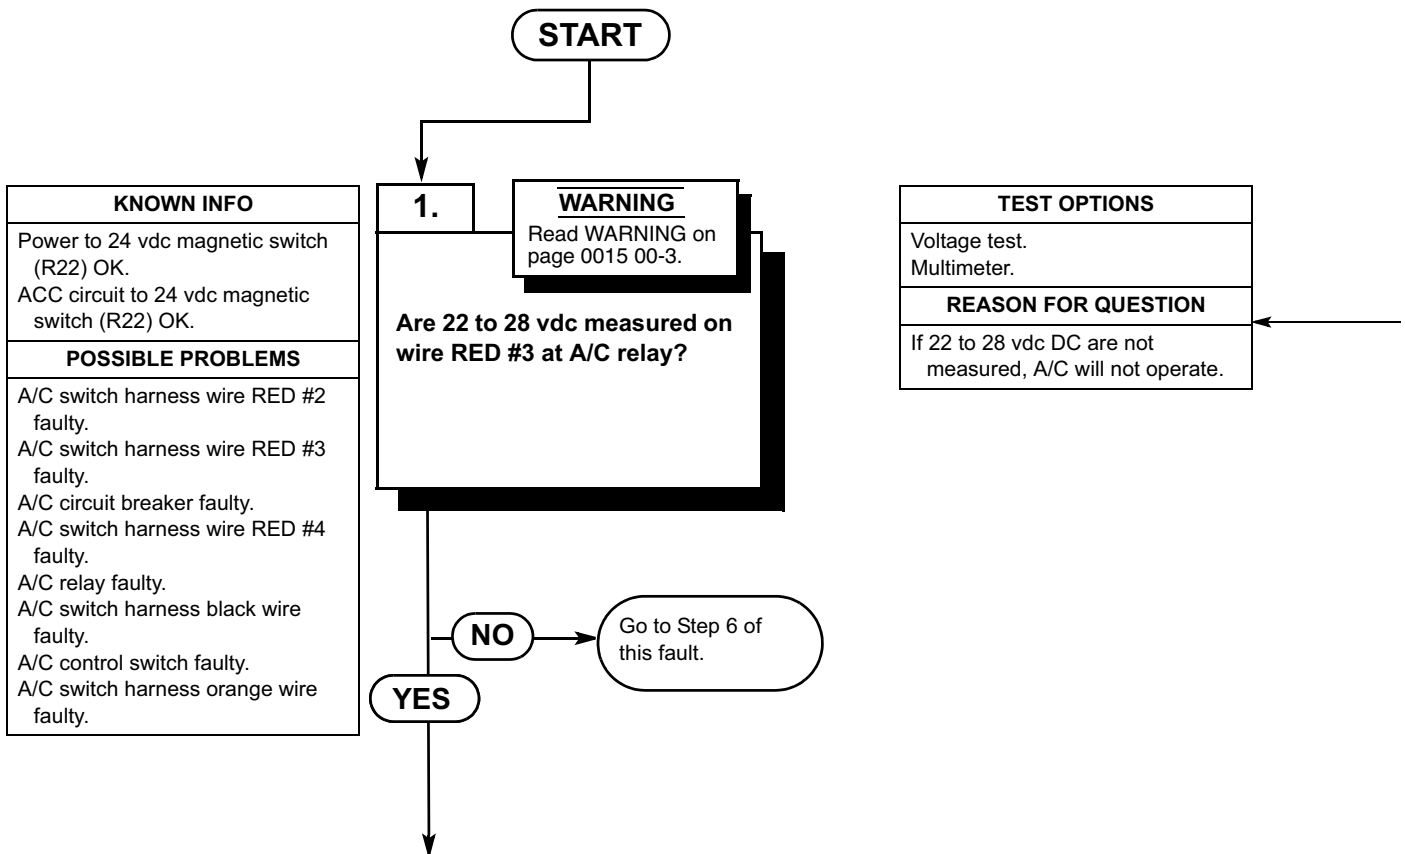 START
KNOWN INFO
Power to 24 vdc magnetic switch
(R22) OK.
ACC circuit to 24 vdc magnetic
switch (R22) OK.
POSSIBLE PROBLEMS
A/C switch harness wire RED #2
faulty.
A/C switch harness wire RED #3
faulty.
A/C circuit breaker faulty.
A/C switch harness wire RED #4
faulty.
A/C relay faulty.
A/C switch harness black wire
faulty.
A/C control switch faulty.
A/C switch harness orange wire
faulty.
1.
WARNING
Read WARNING on
page 0015 00-3.
Are 22 to 28 vdc measured on
wire RED #3 at A/C relay?
NO
Go to Step 6 of
this fault.
YES
TEST OPTIONS
Voltage test.
Multimeter.
REASON FOR QUESTION
If 22 to 28 vdc DC are not
measured, A/C will not operate.